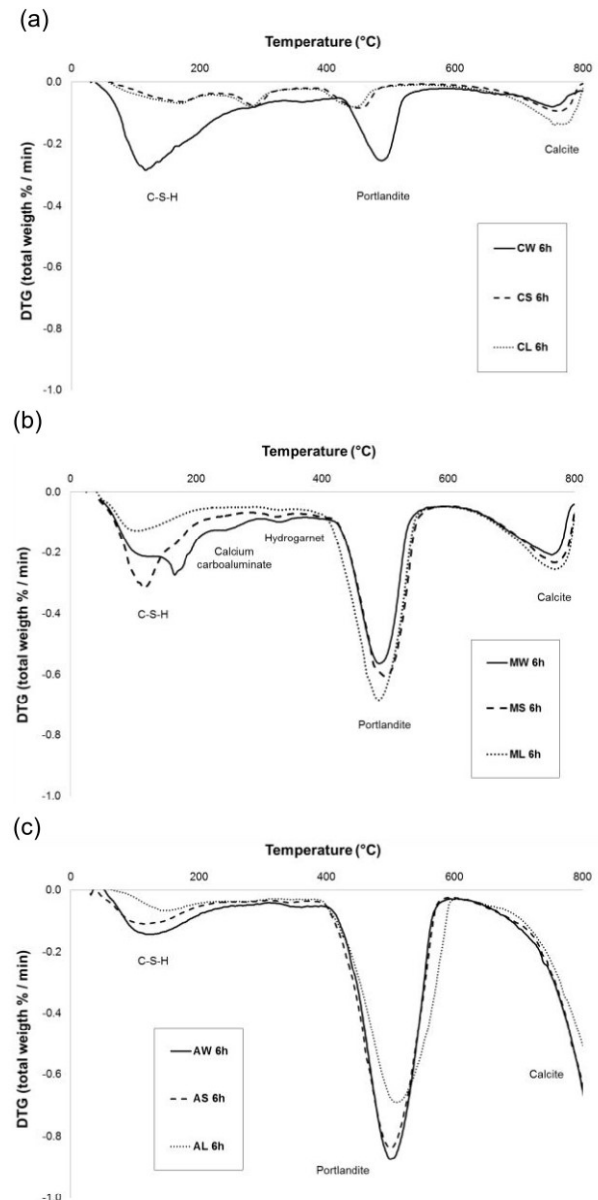 (a)
Temperature (°C)
0 200 400 600 800
0.0
-0.2
-0.4
-0.6
-0.8
-1.0
DTG (total weigth % / min)
C-S-H
Portlandite
Calcite
CW 6h
CS 6h
CL 6h
(b)
Temperature (°C)
0 200 400 600 800
0.0
-0.2
-0.4
-0.6
-0.8
-1.0
DTG (total weigth % / min)
C-S-H
Calcium
carboaluminate
Hydrogarnet
Portlandite
Calcite
MW 6h
MS 6h
ML 6h
(c)
Temperature (°C)
0 200 400 600 800
0.0
-0.2
-0.4
-0.6
-0.8
-1.0
DTG (total weigth % / min)
C-S-H
Portlandite
Calcite
AW 6h
AS 6h
AL 6h